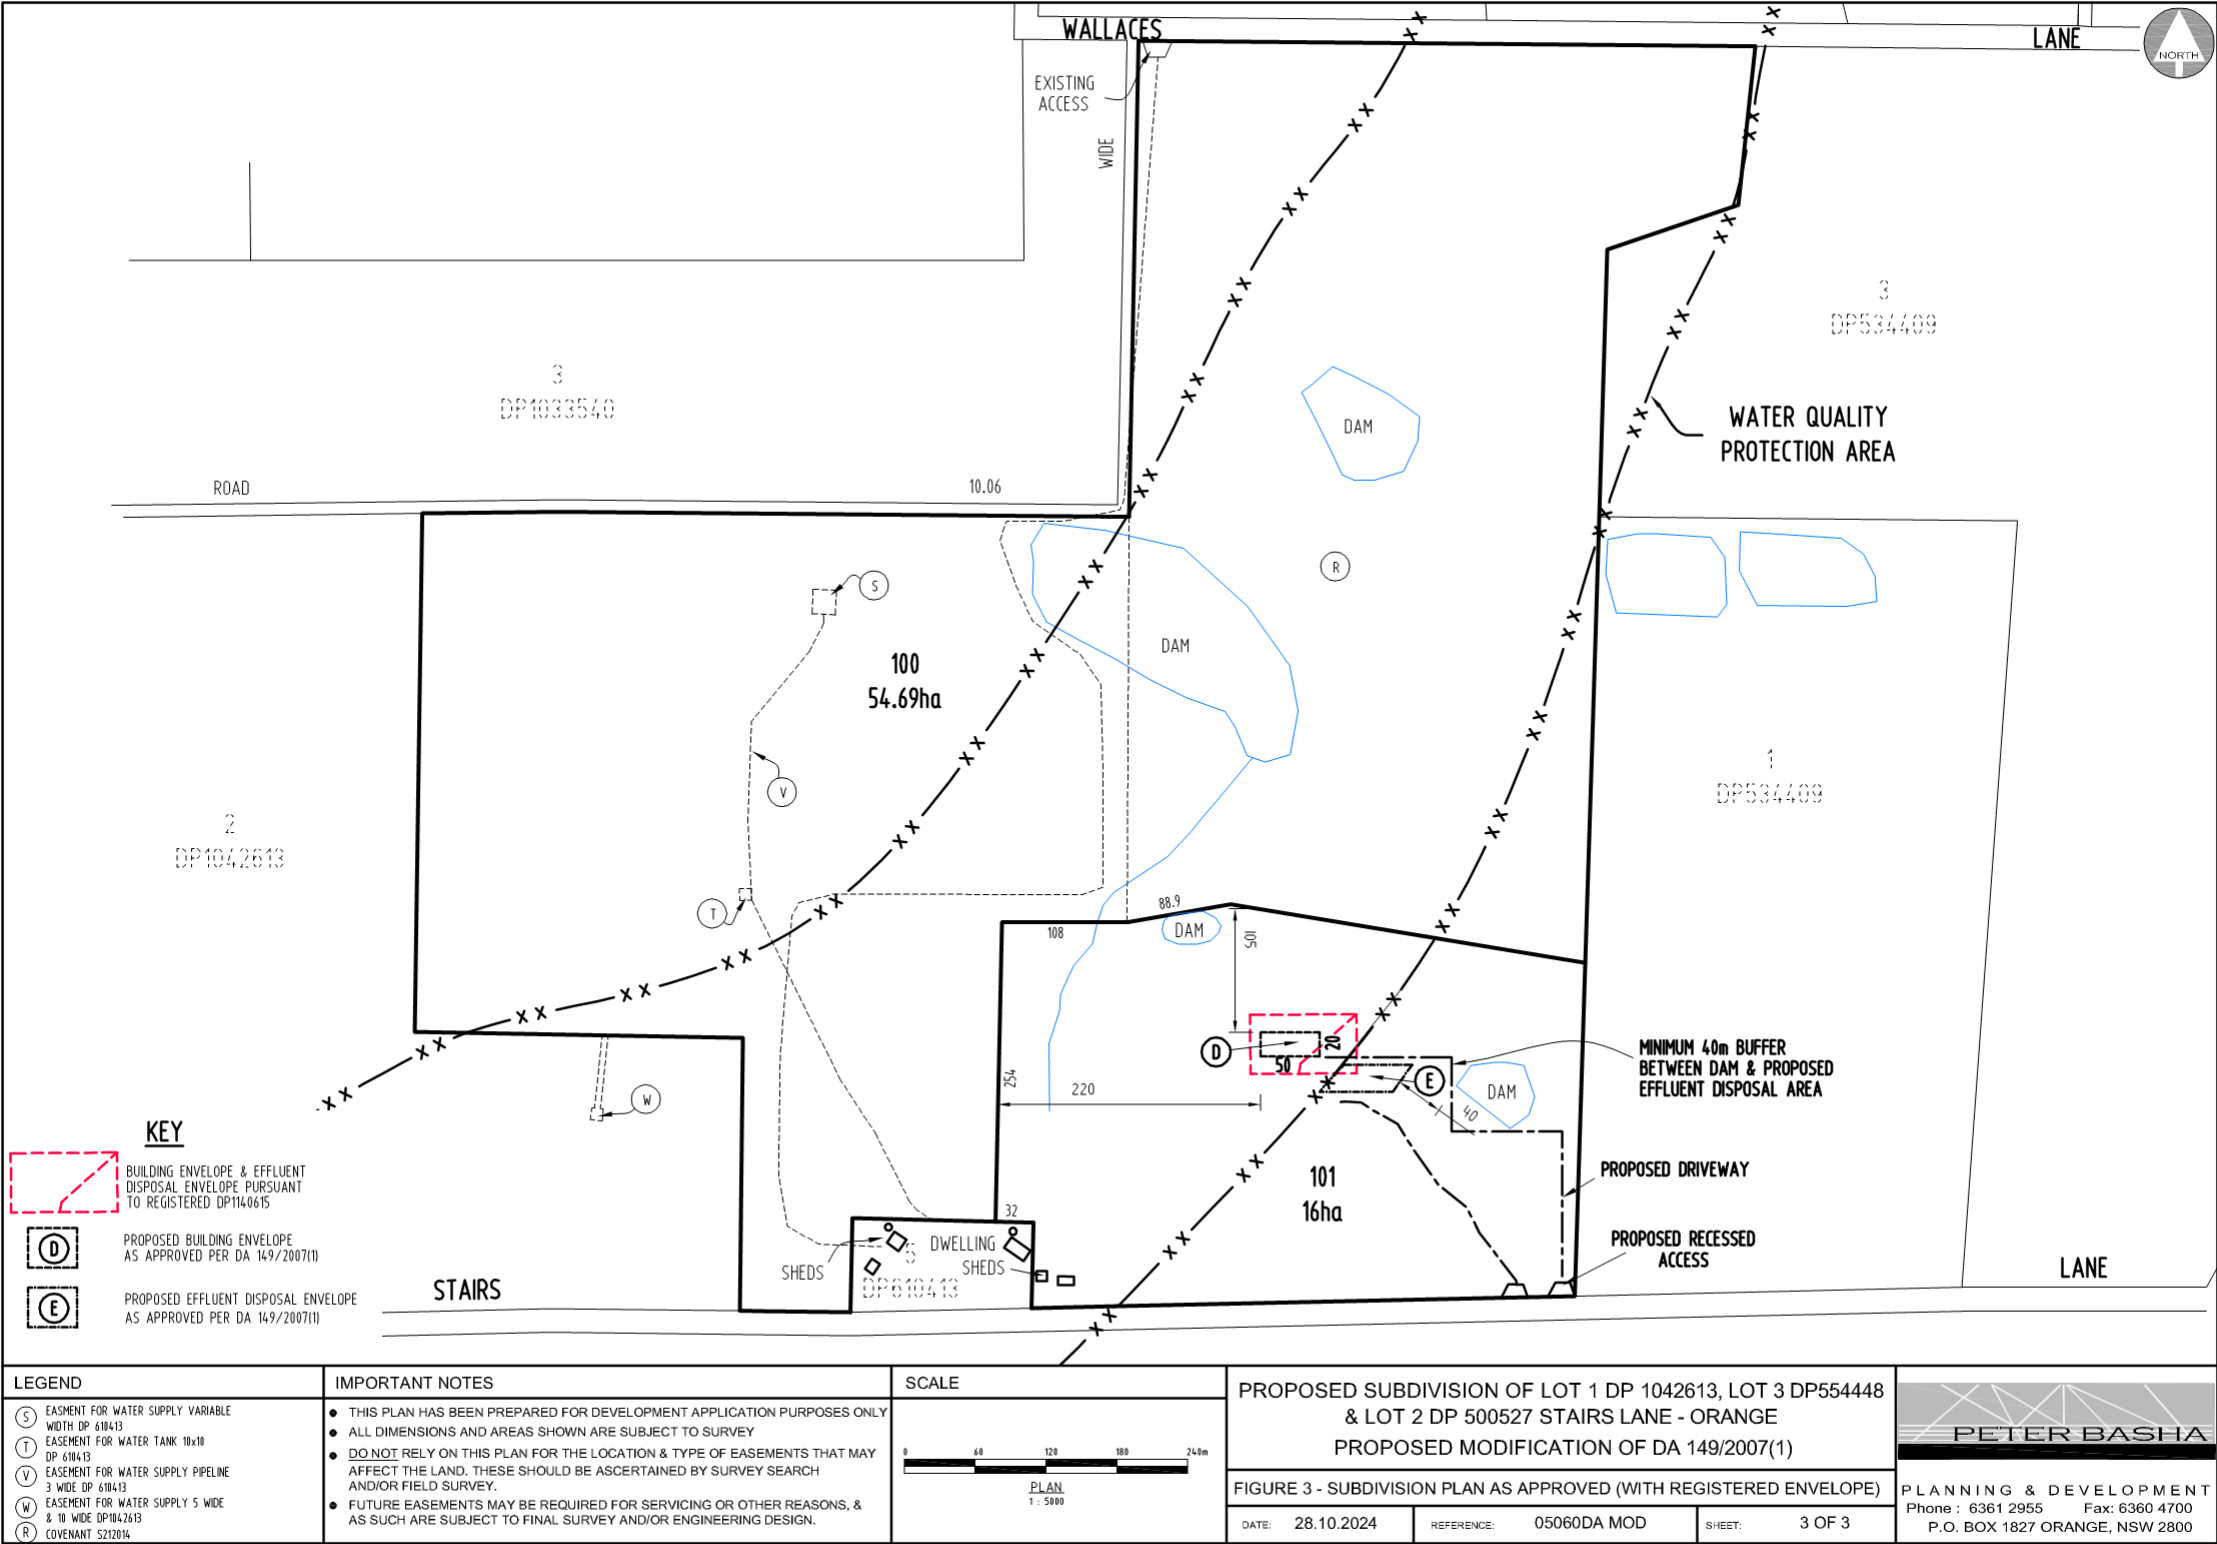 WALLACES
LANE
NORTH
EXISTING
ACCESS
WIDE
3
DP534409
DAM
WATER QUALITY
PROTECTION AREA
3
DP1033540
ROAD
10.06
S
R
DAM
100
54.69ha
V
1
DP534409
2
DP1042613
T
88.9
108
DAM
105
D
20
50
MINIMUM 40m BUFFER
BETWEEN DAM & PROPOSED
EFFLUENT DISPOSAL AREA
254
220
E
DAM
40
W
PROPOSED DRIVEWAY
101
16ha
32
PROPOSED RECESSED
ACCESS
DWELLING
SHEDS
SHEDS
5
DP610413
STAIRS
LANE
KEY
BUILDING ENVELOPE & EFFLUENT
DISPOSAL ENVELOPE PURSUANT
TO REGISTERED DP1140615
D
PROPOSED BUILDING ENVELOPE
AS APPROVED PER DA 149/2007(1)
E
PROPOSED EFFLUENT DISPOSAL ENVELOPE
AS APPROVED PER DA 149/2007(1)
LEGEND
S EASMENT FOR WATER SUPPLY VARIABLE
WIDTH DP 610413
T EASEMENT FOR WATER TANK 10x10
DP 610413
V EASEMENT FOR WATER SUPPLY PIPELINE
3 WIDE DP 610413
W EASEMENT FOR WATER SUPPLY 5 WIDE
& 10 WIDE DP1042613
R COVENANT S212014
IMPORTANT NOTES
THIS PLAN HAS BEEN PREPARED FOR DEVELOPMENT APPLICATION PURPOSES ONLY
ALL DIMENSIONS AND AREAS SHOWN ARE SUBJECT TO SURVEY
DO NOT RELY ON THIS PLAN FOR THE LOCATION & TYPE OF EASEMENTS THAT MAY
AFFECT THE LAND. THESE SHOULD BE ASCERTAINED BY SURVEY SEARCH
AND/OR FIELD SURVEY.
FUTURE EASEMENTS MAY BE REQUIRED FOR SERVICING OR OTHER REASONS, &
AS SUCH ARE SUBJECT TO FINAL SURVEY AND/OR ENGINEERING DESIGN.
SCALE
0 60 120 180 240m
PLAN
1 : 5000
PROPOSED SUBDIVISION OF LOT 1 DP 1042613, LOT 3 DP554448
& LOT 2 DP 500527 STAIRS LANE - ORANGE
PROPOSED MODIFICATION OF DA 149/2007(1)
FIGURE 3 - SUBDIVISION PLAN AS APPROVED (WITH REGISTERED ENVELOPE)
DATE: 28.10.2024 REFERENCE: 05060DA MOD SHEET: 3 OF 3
PETER BASHA
PLANNING & DEVELOPMENT
Phone : 6361 2955 Fax: 6360 4700
P.O. BOX 1827 ORANGE, NSW 2800